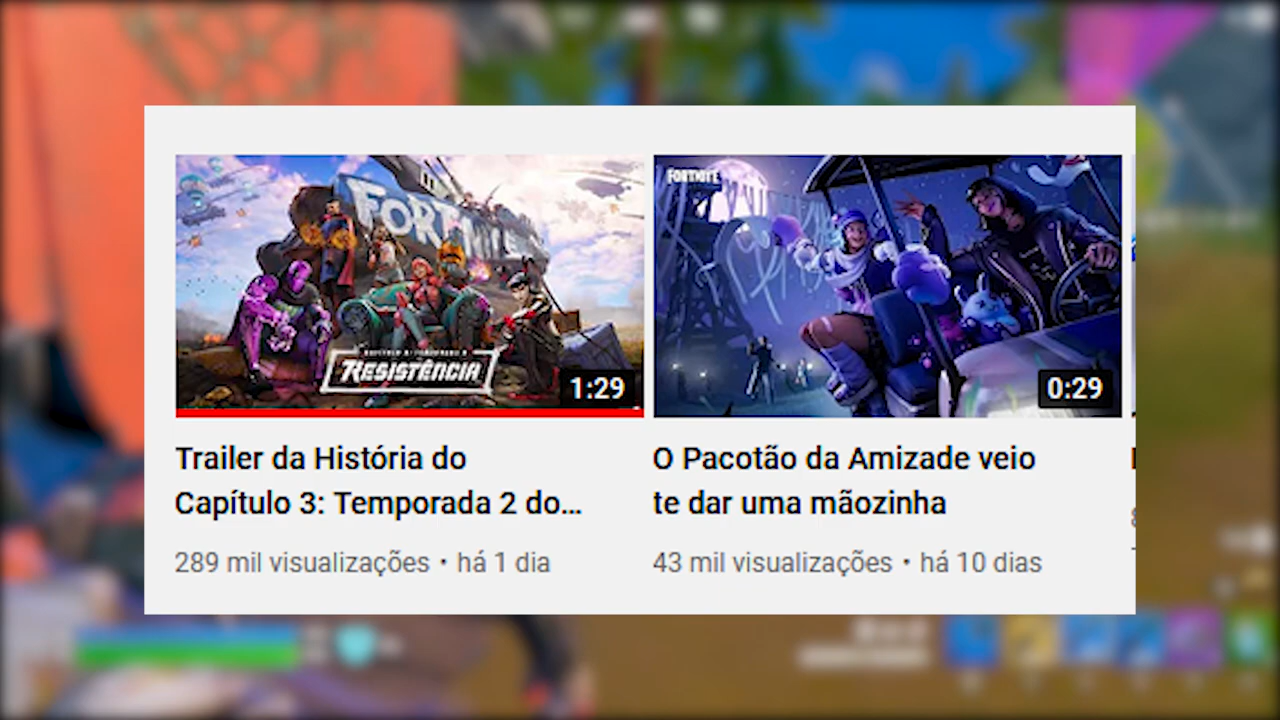 FORTNITE
RESISTÊNCIA
1:29
Trailer da História do
Capítulo 3: Temporada 2 do...
289 mil visualizações • há 1 dia
FORTNITE
0:29
O Pacotão da Amizade veio
te dar uma mãozinha
43 mil visualizações • há 10 dias